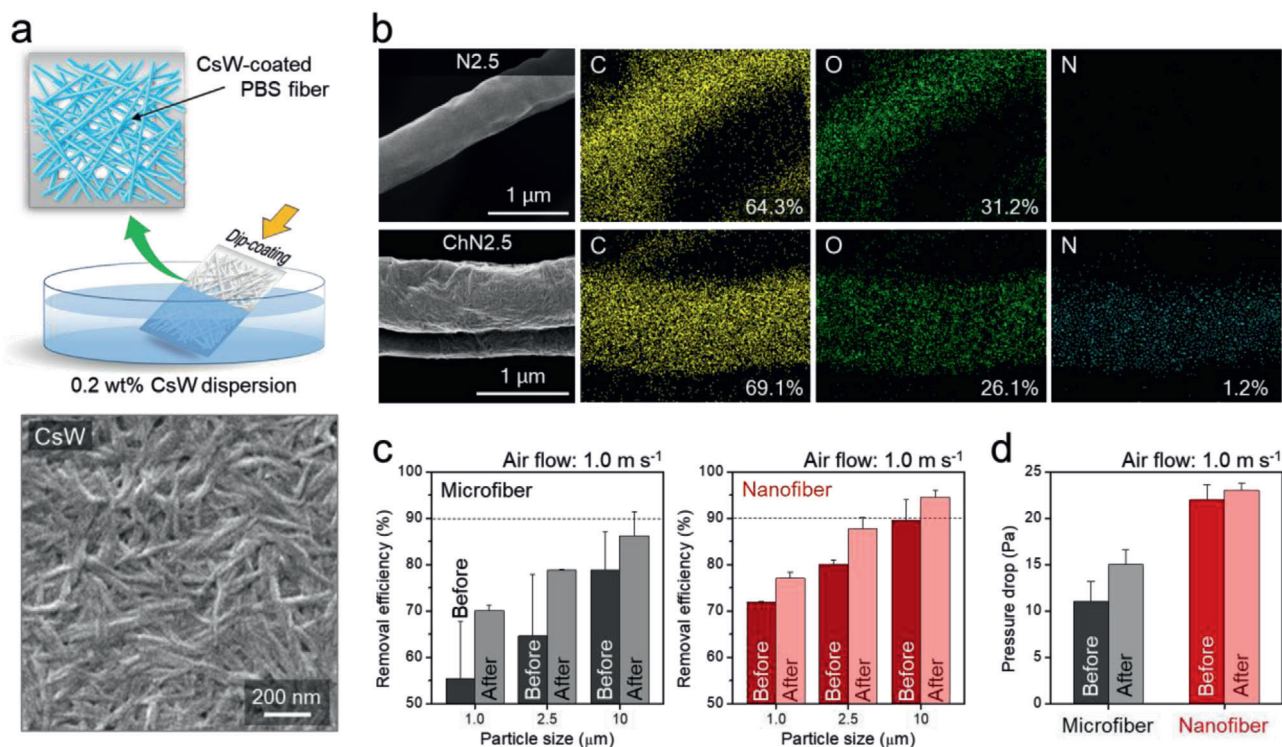 a
CsW-coated
PBS fiber
Dip-coating
0.2 wt% CsW dispersion
CsW
200 nm
b
N2.5
1 μm
C
64.3%
O
31.2%
N
ChN2.5
1 μm
C
69.1%
O
26.1%
N
1.2%
c
Air flow: 1.0 m s⁻¹
Microfiber
Removal efficiency (%)
100
90
80
70
60
50
Before
After
Before
After
Before
After
1.0
2.5
10
Particle size (μm)
Air flow: 1.0 m s⁻¹
Nanofiber
Removal efficiency (%)
100
90
80
70
60
50
Before
After
Before
After
Before
After
1.0
2.5
10
Particle size (μm)
d
Air flow: 1.0 m s⁻¹
Pressure drop (Pa)
25
20
15
10
5
0
Before
After
Before
After
Microfiber
Nanofiber